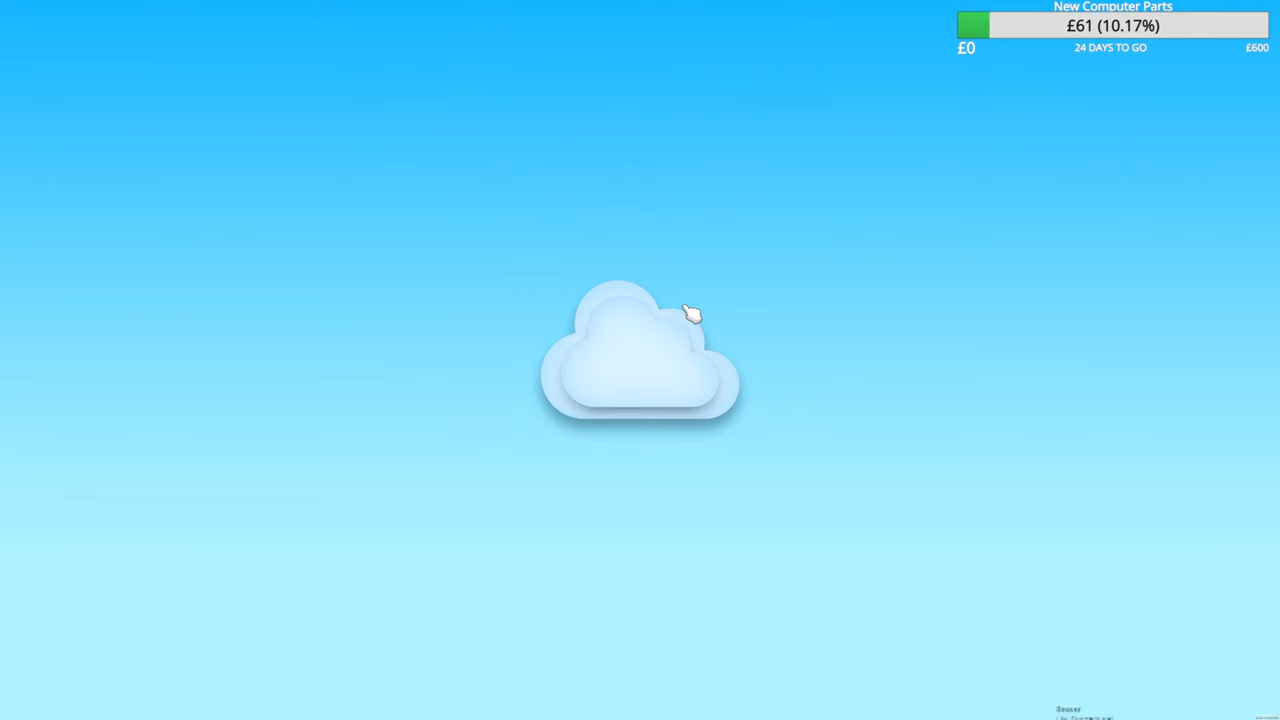 New Computer Parts
£61 (10.17%)
£0
24 DAYS TO GO
£600